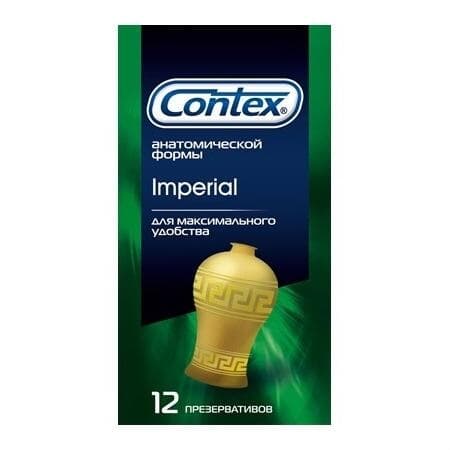 Contex®
анатомической
формы
Imperial
для максимального
удобства
12 презервативов